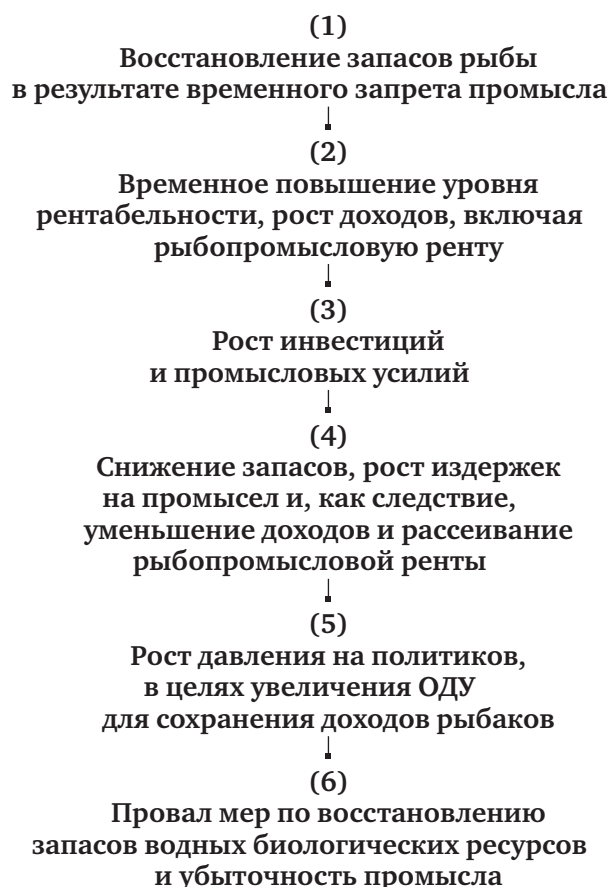 (1)
Восстановление запасов рыбы
в результате временного запрета промысла
(2)
Временное повышение уровня
рентабельности, рост доходов, включая
рыбопромысловую ренту
(3)
Рост инвестиций
и промысловых усилий
(4)
Снижение запасов, рост издержек
на промысел и, как следствие,
уменьшение доходов и рассеивание
рыбопромысловой ренты
(5)
Рост давления на политиков,
в целях увеличения ОДУ
для сохранения доходов рыбаков
(6)
Провал мер по восстановлению
запасов водных биологических ресурсов
и убыточность промысла